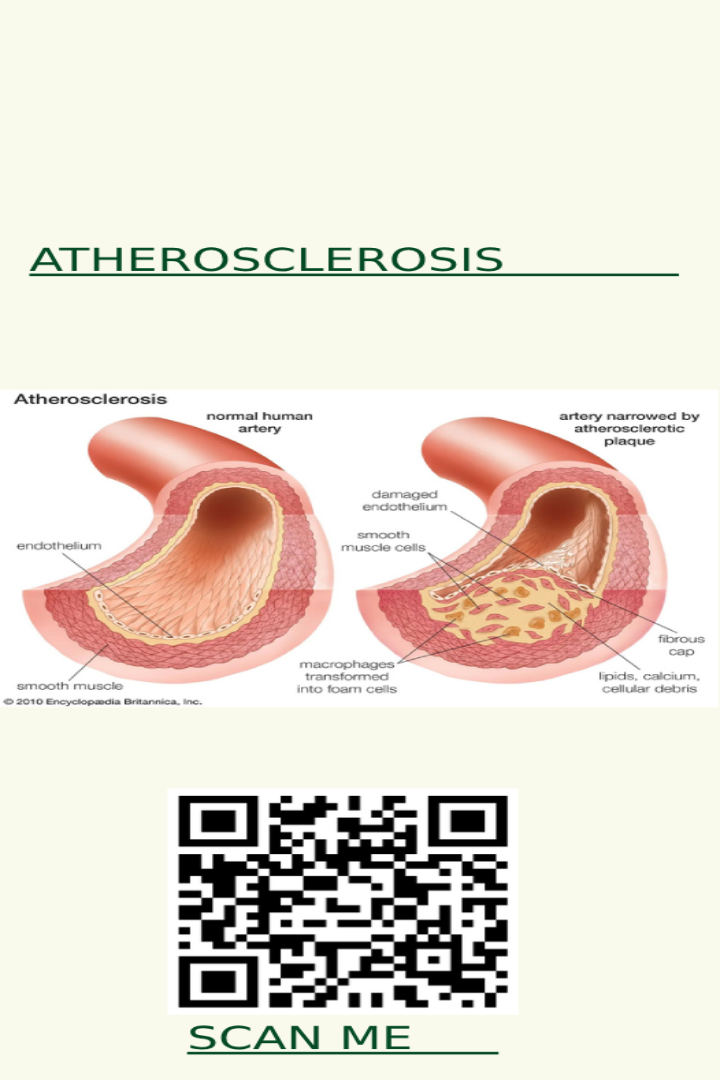 ATHEROSCLEROSIS
Atherosclerosis
normal human
artery
artery narrowed by
atherosclerotic
plaque
damaged
endothelium
smooth
muscle cells
endothelium
fibrous
cap
macrophages
transformed
into foam cells
lipids, calcium,
cellular debris
smooth muscle
© 2010 Encyclopædia Britannica, Inc.
SCAN ME